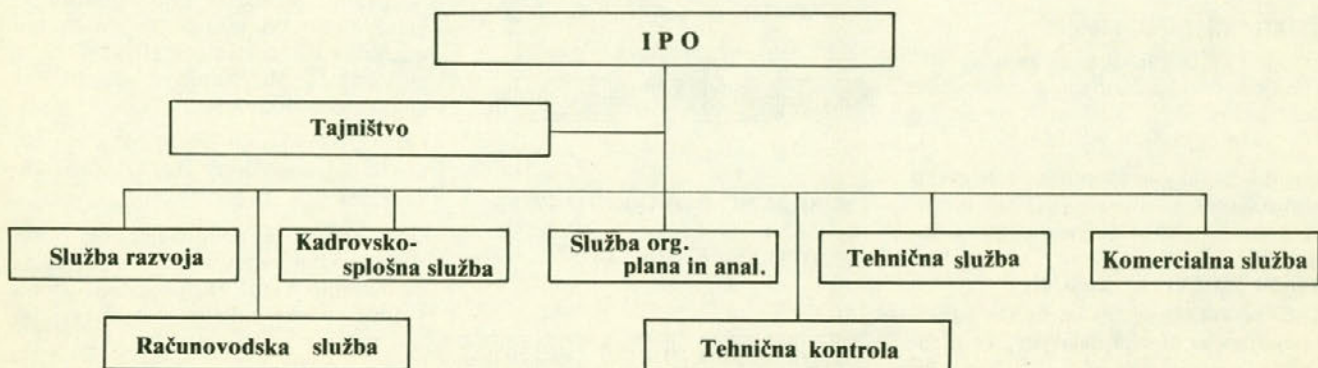 I P O
Tajništvo
Služba razvoja
Kadrovsko-
splošna služba
Služba org.
plana in anal.
Tehnična služba
Komercialna služba
Računovodska služba
Tehnična kontrola